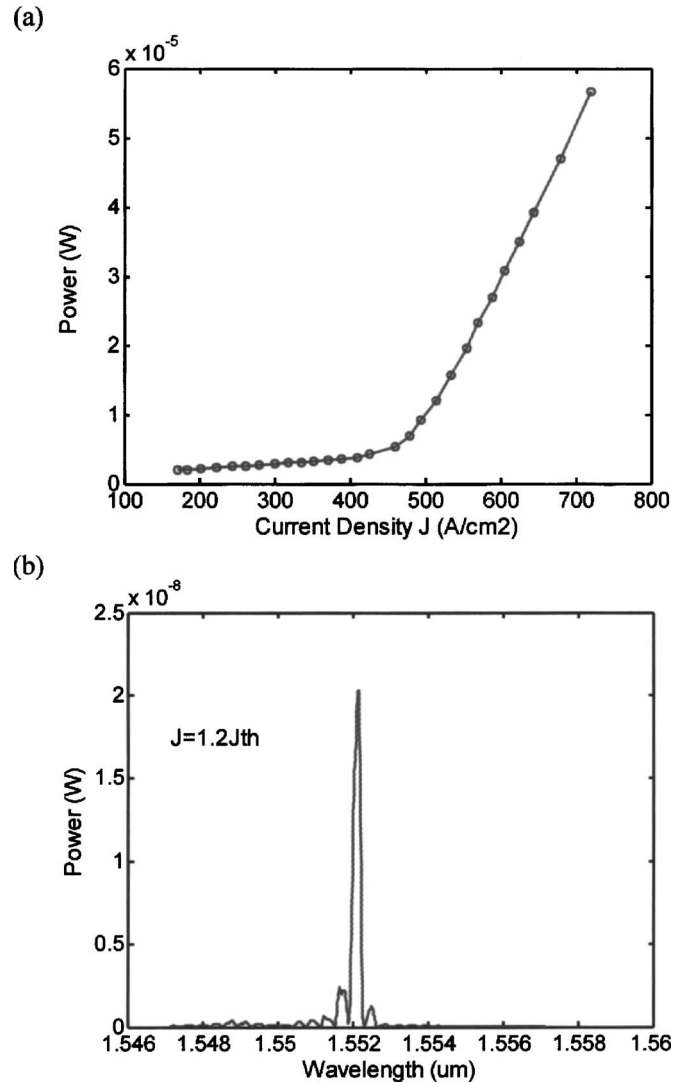 (a)
x 10⁻⁵
6
5
4
3
2
1
0
100 200 300 400 500 600 700 800
Power (W)
Current Density J (A/cm2)
(b)
x 10⁻⁸
2.5
2
1.5
1
0.5
0
J=1.2Jth
1.546 1.548 1.55 1.552 1.554 1.556 1.558 1.56
Power (W)
Wavelength (um)